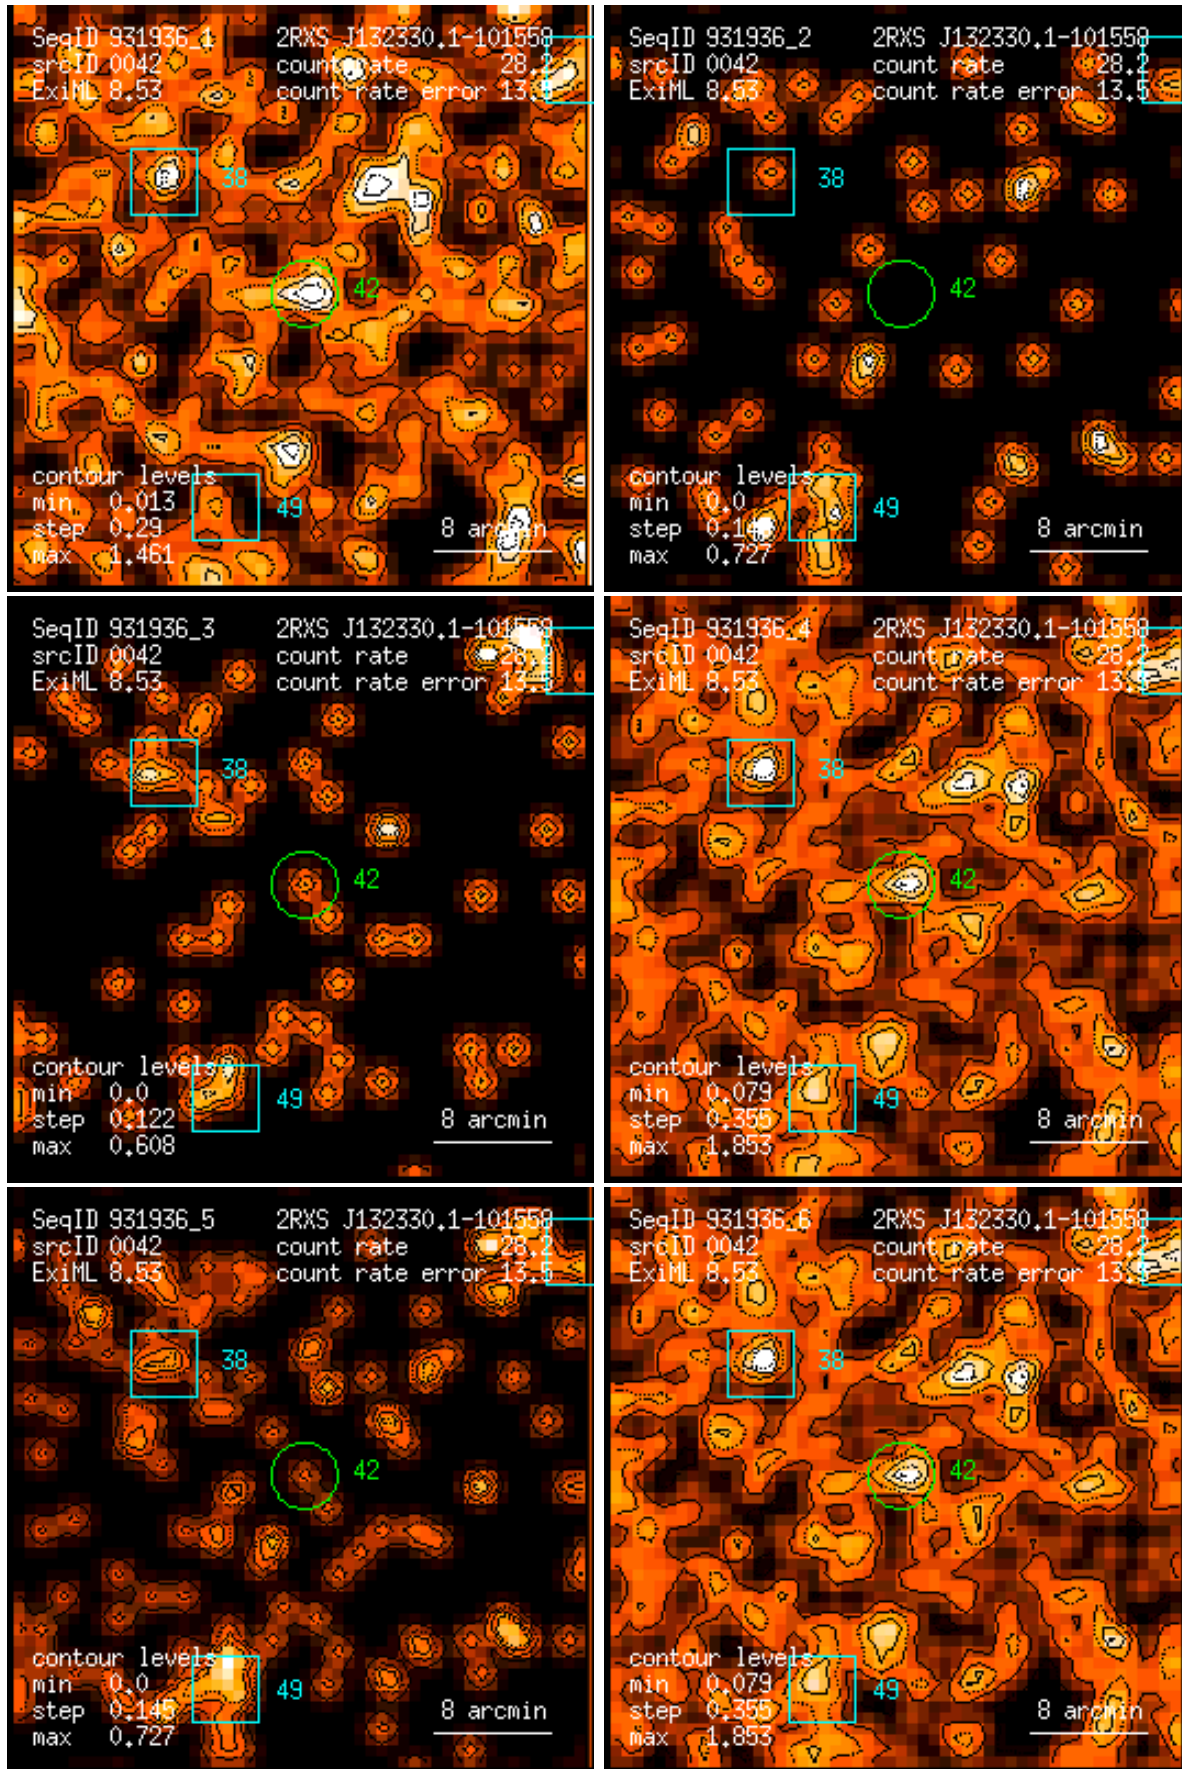 SeqID 931936_1 2RXS J132330.1-101558
srcID 0042 count rate 28.2
ExiML 8.53 count rate error 13.5
38
42
contour levels
min 0.013
step 0.29
max 1.461
49
8 arcmin
SeqID 931936_2 2RXS J132330.1-101558
srcID 0042 count rate 28.2
ExiML 8.53 count rate error 13.5
38
42
contour levels
min 0.0
max 0.727
49
8 arcmin
SeqID 931936_3 2RXS J132330.1-101558
srcID 0042 count rate 28.2
ExiML 8.53 count rate error 13.5
38
42
contour levels
min 0.0
step 0.122
max 0.608
49
8 arcmin
SeqID 931936_4 2RXS J132330.1-101558
srcID 0042 count rate 28.2
ExiML 8.53 count rate error 13.5
38
42
contour levels
min 0.079
step 0.355
max 1.853
49
8 arcmin
SeqID 931936_5 2RXS J132330.1-101558
srcID 0042 count rate 28.2
ExiML 8.53 count rate error 13.5
38
42
contour levels
min 0.0
step 0.145
max 0.727
49
8 arcmin
SeqID 931936_6 2RXS J132330.1-101558
srcID 0042 count rate 28.2
ExiML 8.53 count rate error 13.5
38
42
contour levels
min 0.079
step 0.355
max 1.853
49
8 arcmin